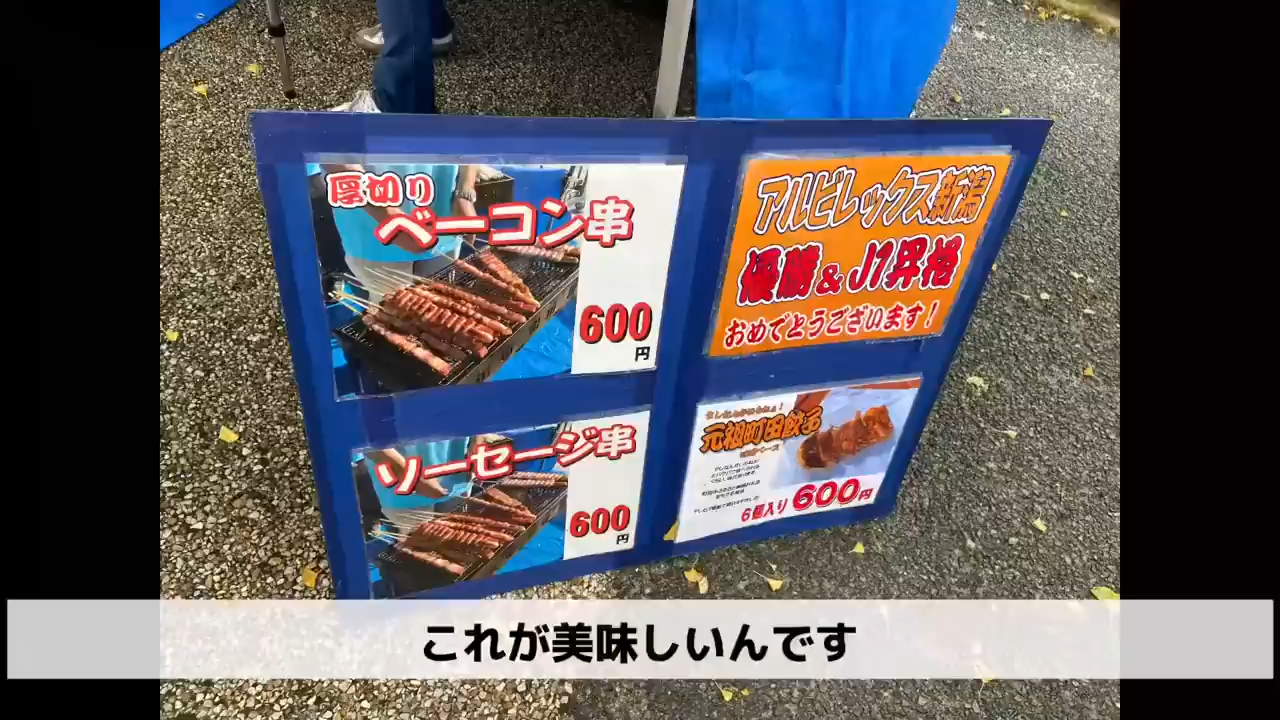 厚切り
ベーコン串
600
円
アルビレックス新潟
優勝&J1昇格
おめでとうございます!
ソーセージ串
600
円
元祖町田餃子
6個入り 600円
これが美味しいんです